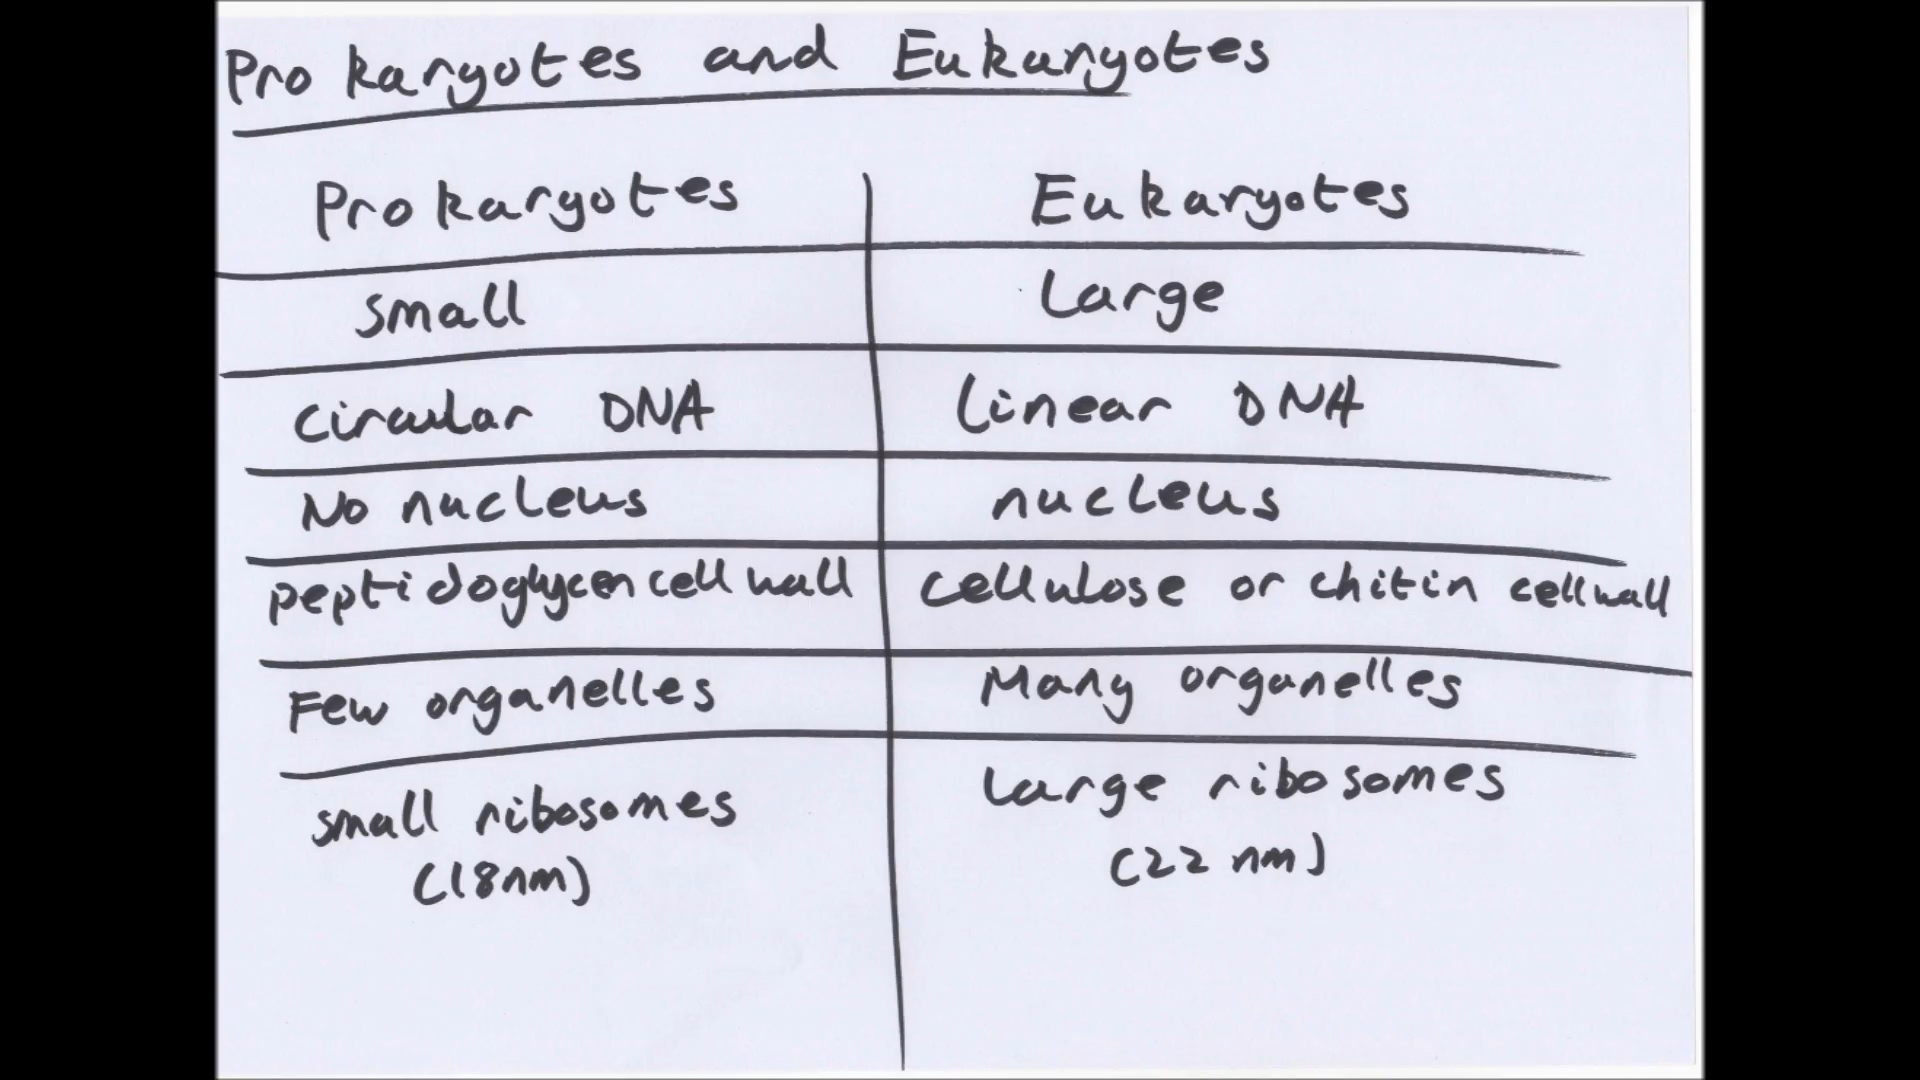 Prokaryotes and Eukaryotes
Prokaryotes Eukaryotes
small Large
circular DNA Linear DNA
No nucleus nucleus
peptidoglycan cell wall cellulose or chitin cell wall
Few organelles Many organelles
small ribosomes Large ribosomes
(18nm) (22 nm)